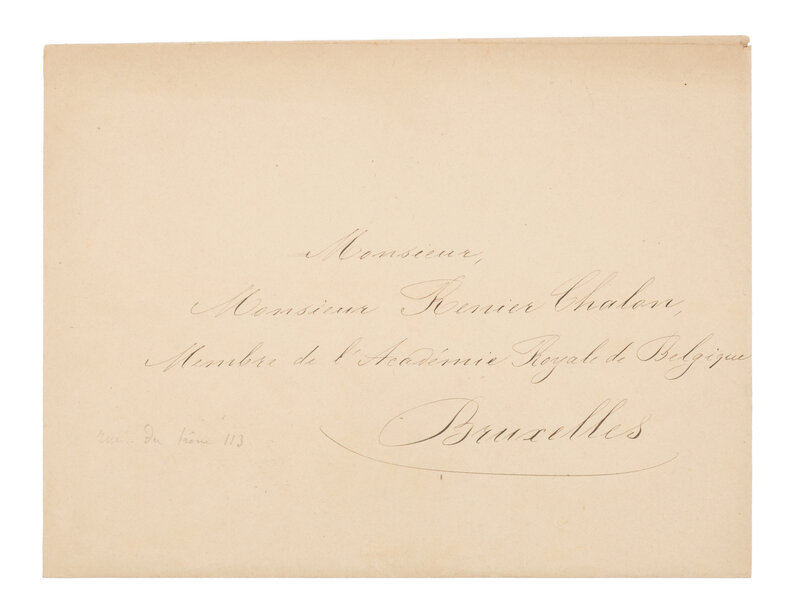 Monsieur,
Monsieur Renier Chalon,
Membre de l'Académie Royale de Belgique
Bruxelles
rue du trône 113